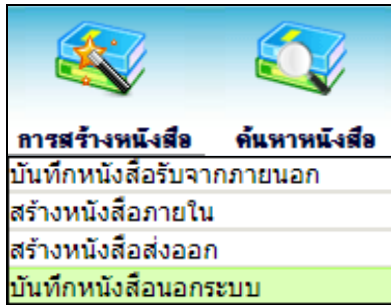 การสร้างหนังสือ ค้นหาหนังสือ
บันทึกหนังสือรับจากภายนอก
สร้างหนังสือภายใน
สร้างหนังสือส่งออก
บันทึกหนังสือนอกระบบ